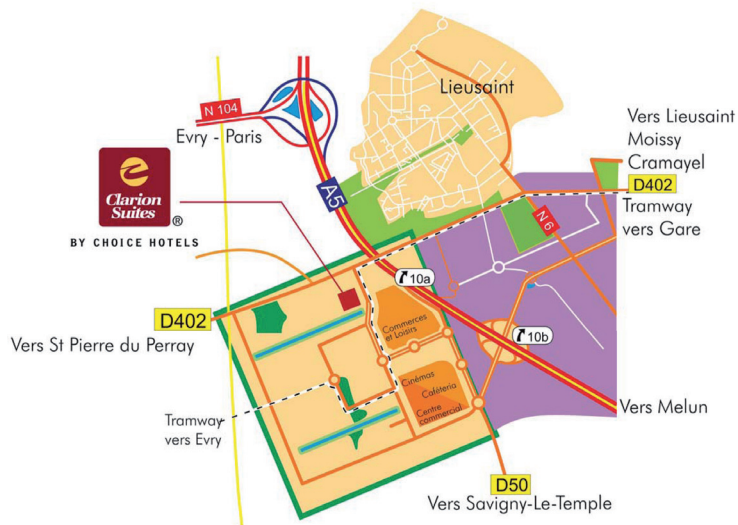 Lieusaint
N 104
Evry - Paris
Vers Lieusaint
Moissy
Cramayel
D402
Tramway
vers Gare
N 6
A5
Clarion
Suites
®
BY CHOICE HOTELS
10a
D402
Vers St Pierre du Perray
Commerces
et Loisirs
10b
Cinémas
Cafèteria
Centre
commercial
Tramway
vers Evry
Vers Melun
D50
Vers Savigny-Le-Temple